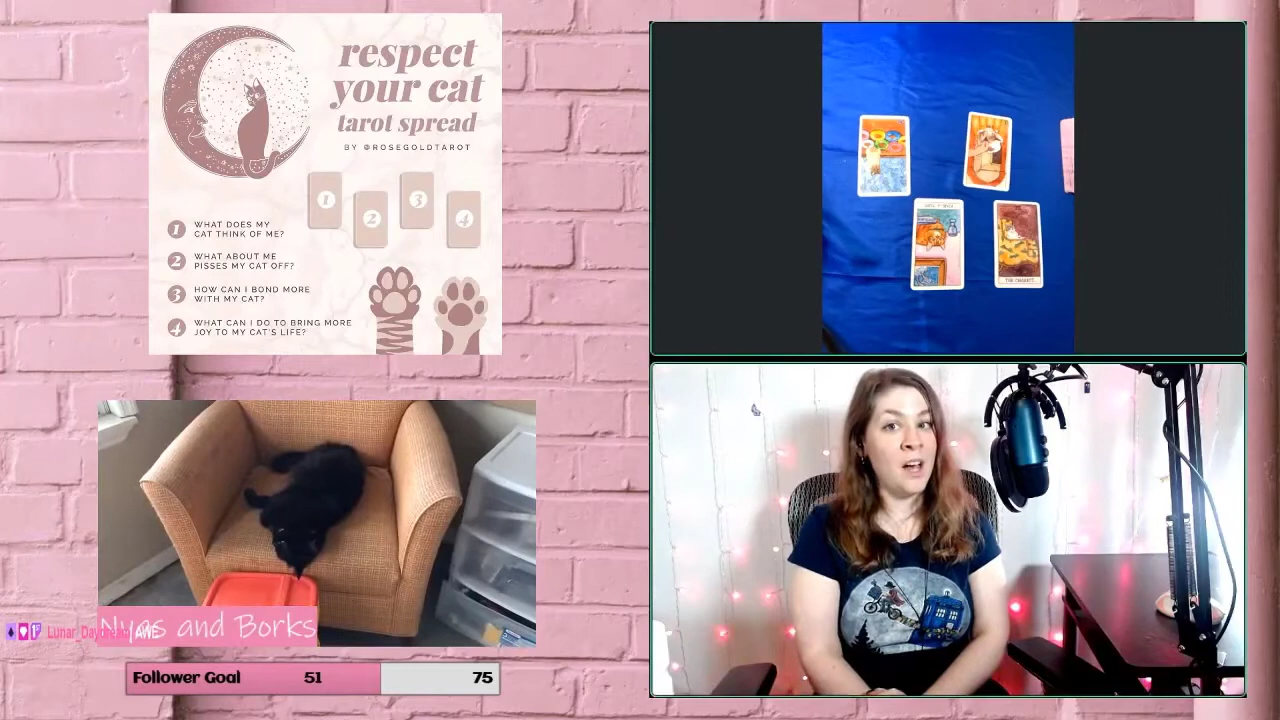 respect
your cat
tarot spread
BY @ROSEGOLDTAROT
1
2
3
4
1 WHAT DOES MY
CAT THINK OF ME?
2 WHAT ABOUT ME
PISSES MY CAT OFF?
3 HOW CAN I BOND MORE
WITH MY CAT?
4 WHAT CAN I DO TO BRING MORE
JOY TO MY CAT'S LIFE?
THE CHARIOT
and Borks
AWE
Follower Goal 51 75